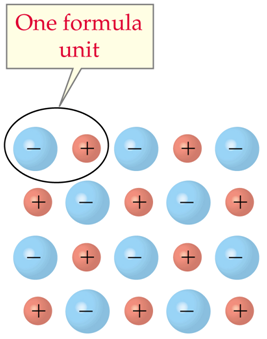 One formula
unit
− + − + −
+ − + − +
− + − + −
+ − + − +